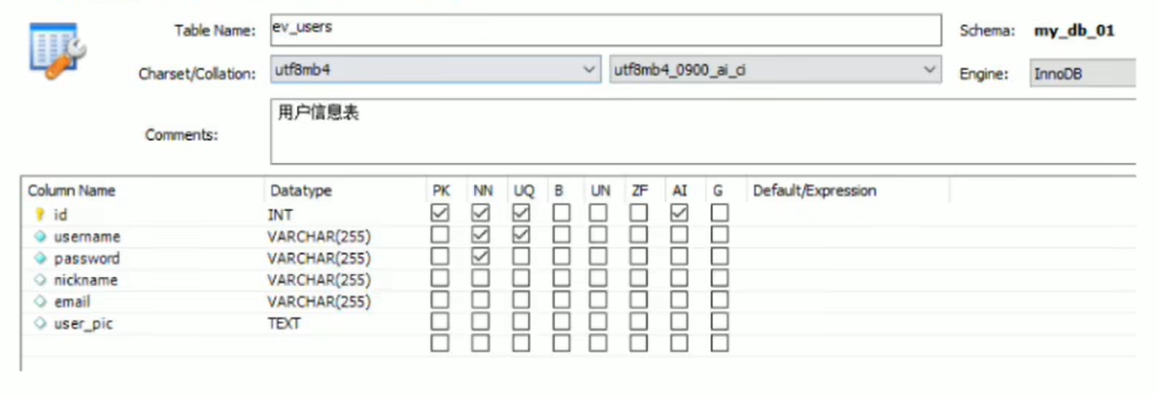 Table Name: ev_users Schema: my_db_01
Charset/Collation: utf8mb4 utf8mb4_0900_ai_ci Engine: InnoDB
Comments: 用户信息表
Column Name Datatype PK NN UQ B UN ZF AI G Default/Expression
id INT
username VARCHAR(255)
password VARCHAR(255)
nickname VARCHAR(255)
email VARCHAR(255)
user_pic TEXT